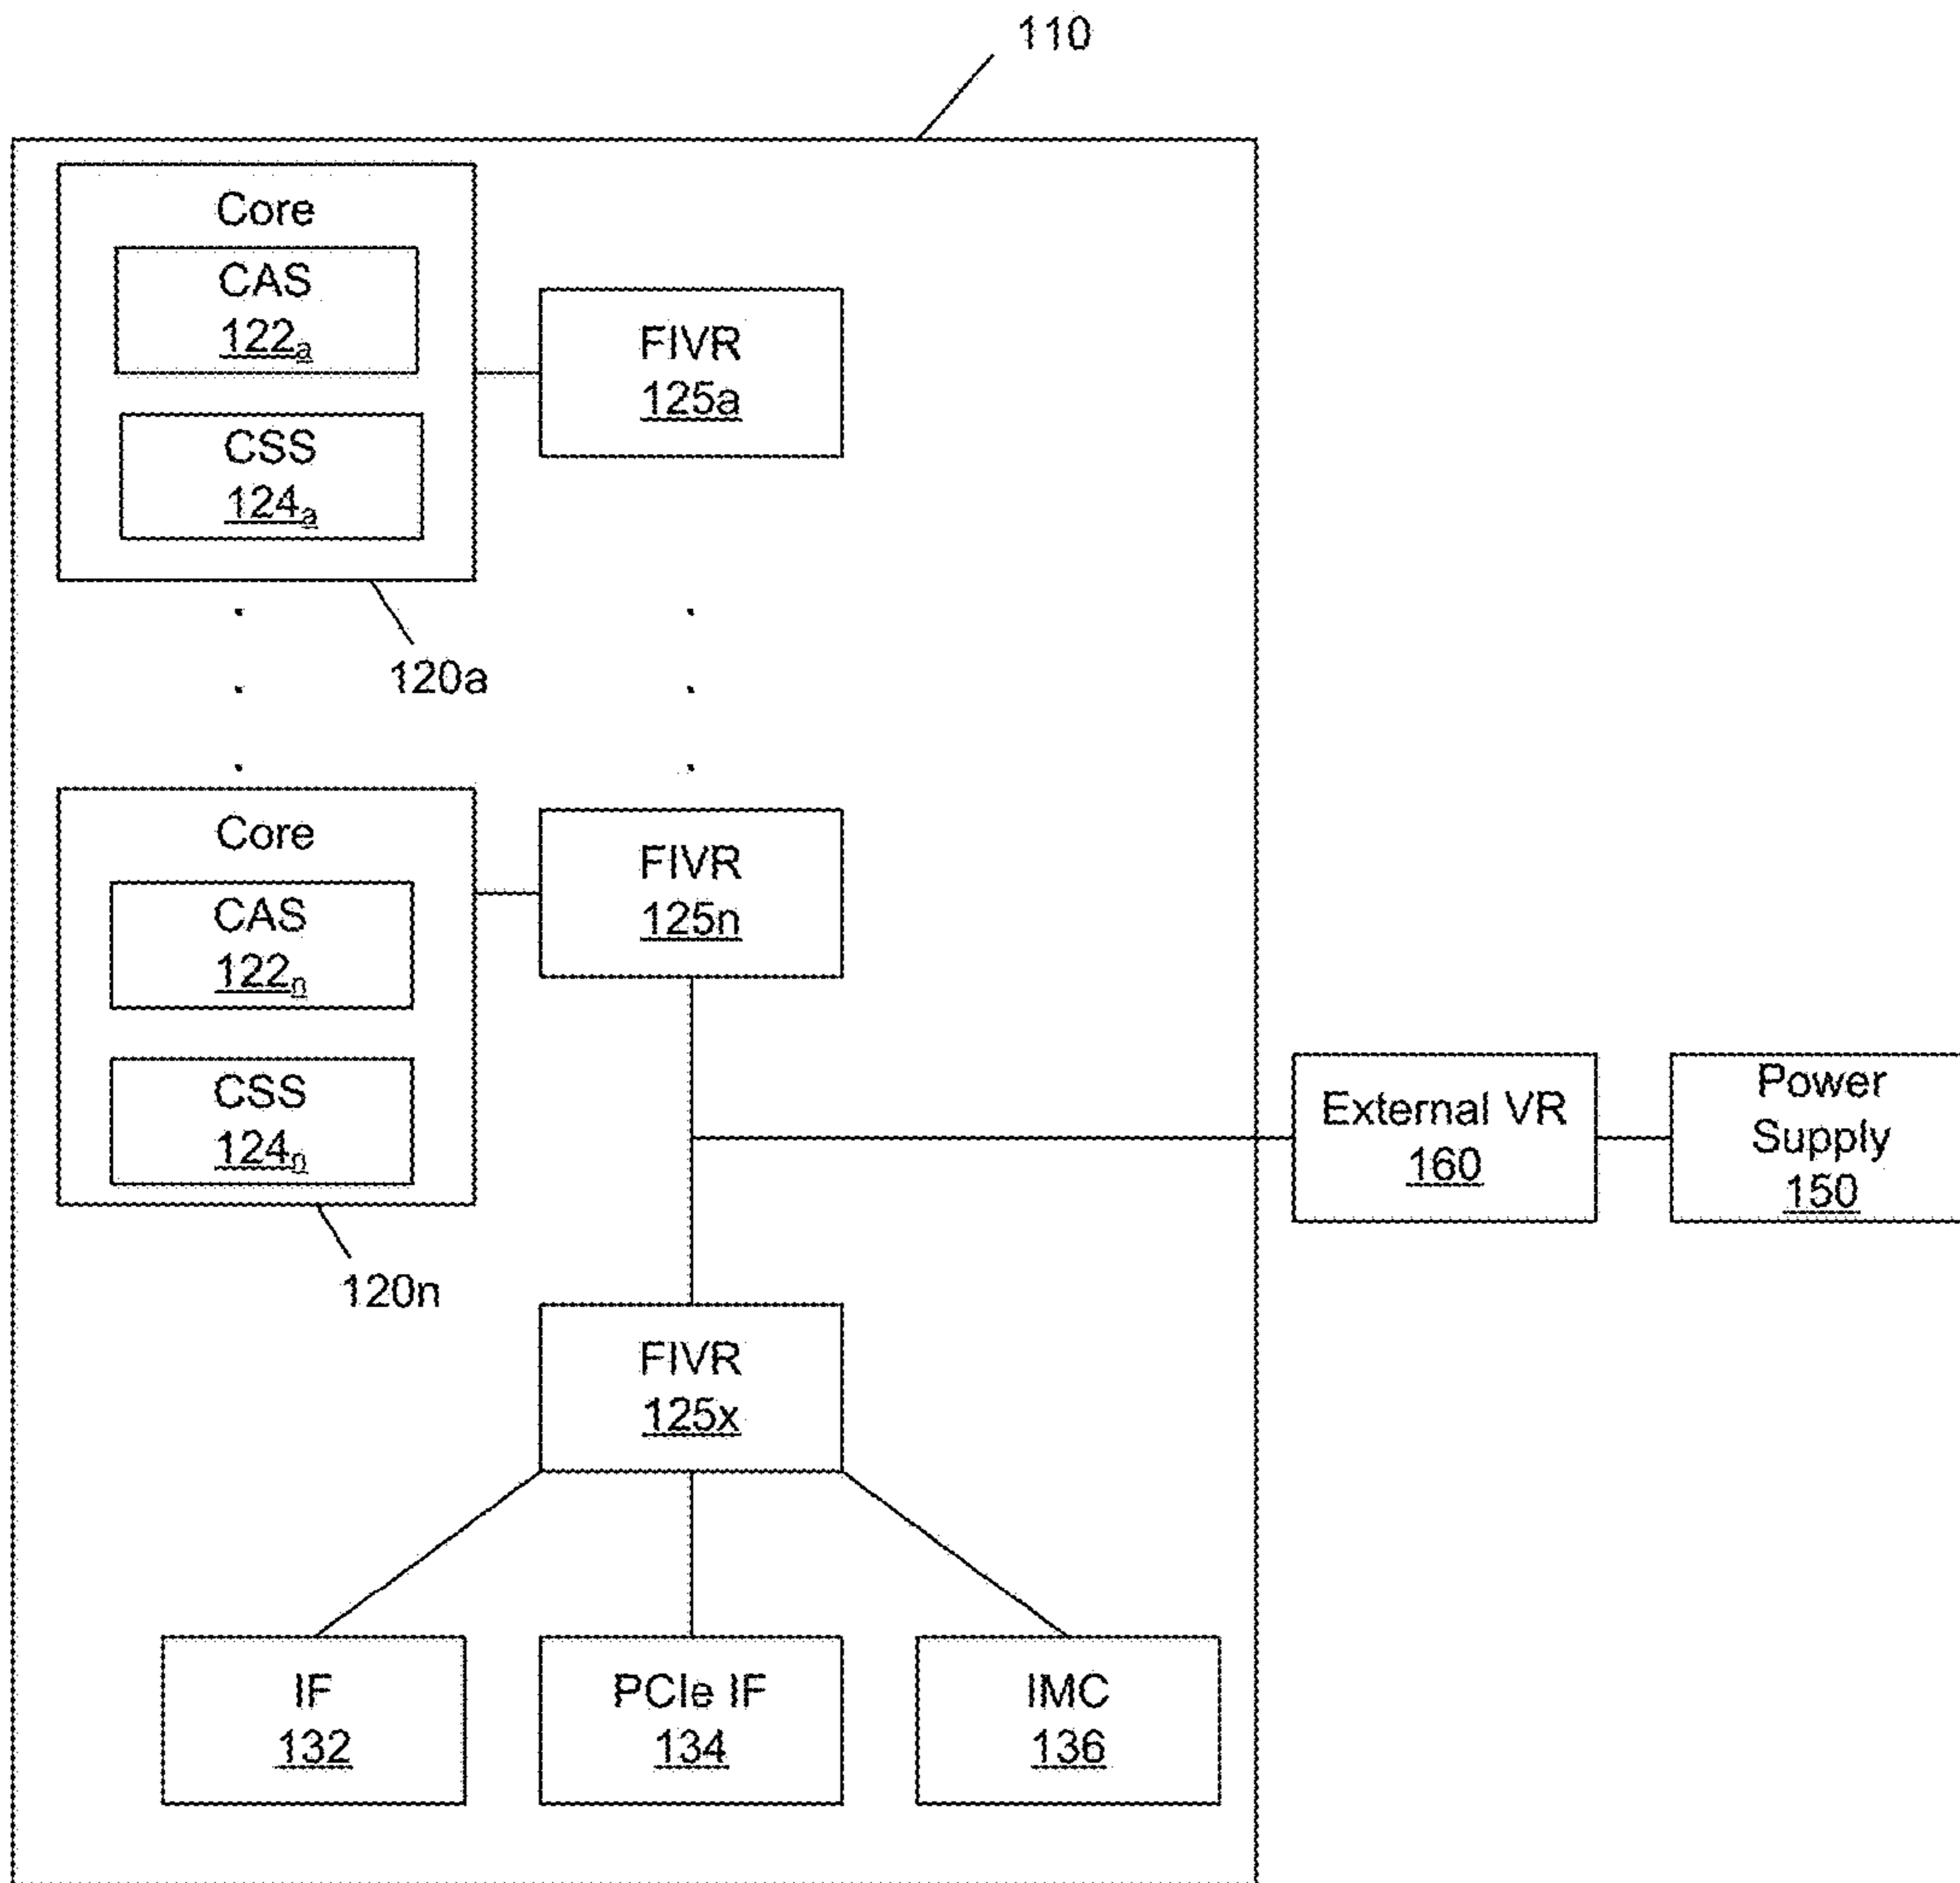 110
Core
CAS
122a
FIVR
125a
CSS
124a
120a
Core
FIVR
125n
CAS
122n
CSS
124n
External VR
160
Power
Supply
150
120n
FIVR
125x
IF
132
PCIe IF
134
IMC
136